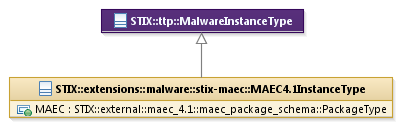 STIX::ttp::MalwareInstanceType
STIX::extensions::malware::stix-maec::MAEC4.1InstanceType
MAEC : STIX::external::maec_4.1::maec_package_schema::PackageType